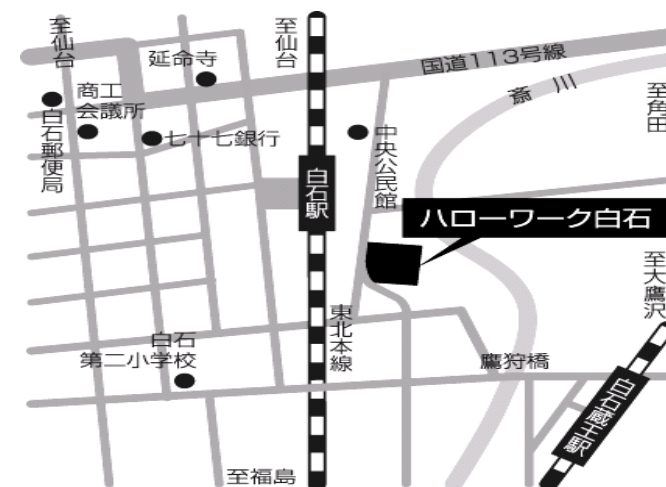 至仙台
至仙台
延命寺
国道113号線
斎川
至角田
商工
会議所
白石郵便局
七十七銀行
中央公民館
白石駅
ハローワーク白石
至大鷹沢
東北本線
白石
第二小学校
鷹狩橋
白石蔵王駅
至福島